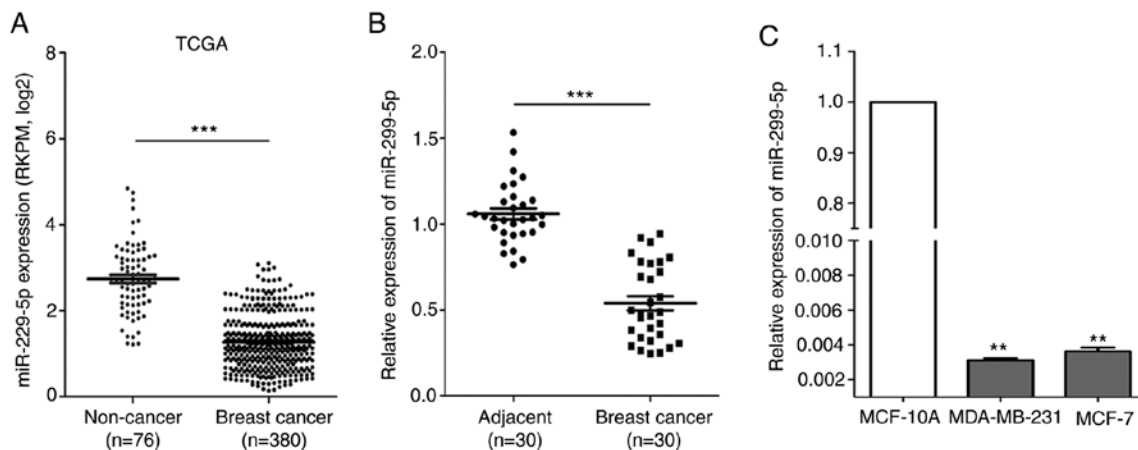 A
TCGA
miR-229-5p expression (RKPM, log2)
8
6
4
2
0
***
Non-cancer
(n=76)
Breast cancer
(n=380)
B
Relative expression of miR-299-5p
2.0
1.5
1.0
0.5
0.0
***
Adjacent
(n=30)
Breast cancer
(n=30)
C
Relative expression of miR-299-5p
1.1
1.0
0.9
0.8
0.010
0.008
0.006
0.004
0.002
**
**
MCF-10A
MDA-MB-231
MCF-7